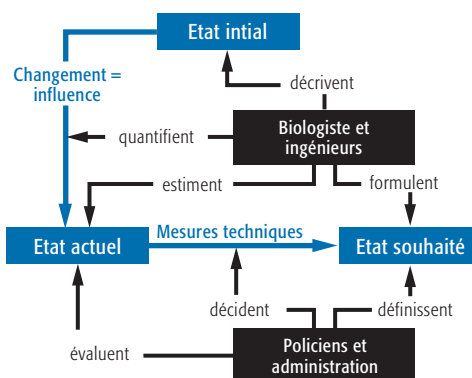 Etat intial
Changement =
influence
décrivent
Biologiste et
ingénieurs
quantifient
estiment
formulent
Etat actuel
Mesures techniques
Etat souhaité
décident
définissent
évaluent
Policiens et
administration